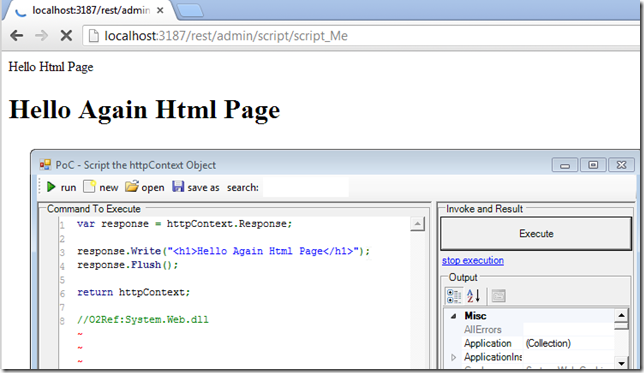 localhost:3187/rest/admin
localhost:3187/rest/admin/script/script_Me
Hello Html Page
Hello Again Html Page
PoC - Script the httpContext Object
run new open save as search:
Command To Execute
1 var response = httpContext.Response;
2
3 response.Write("<h1>Hello Again Html Page</h1>");
4 response.Flush();
5
6 return httpContext;
7
8 //O2Ref:System.Web.dll
~
~
~
Invoke and Result
Execute
stop execution
Output
Misc
AllErrors
Application (Collection)
ApplicationIns